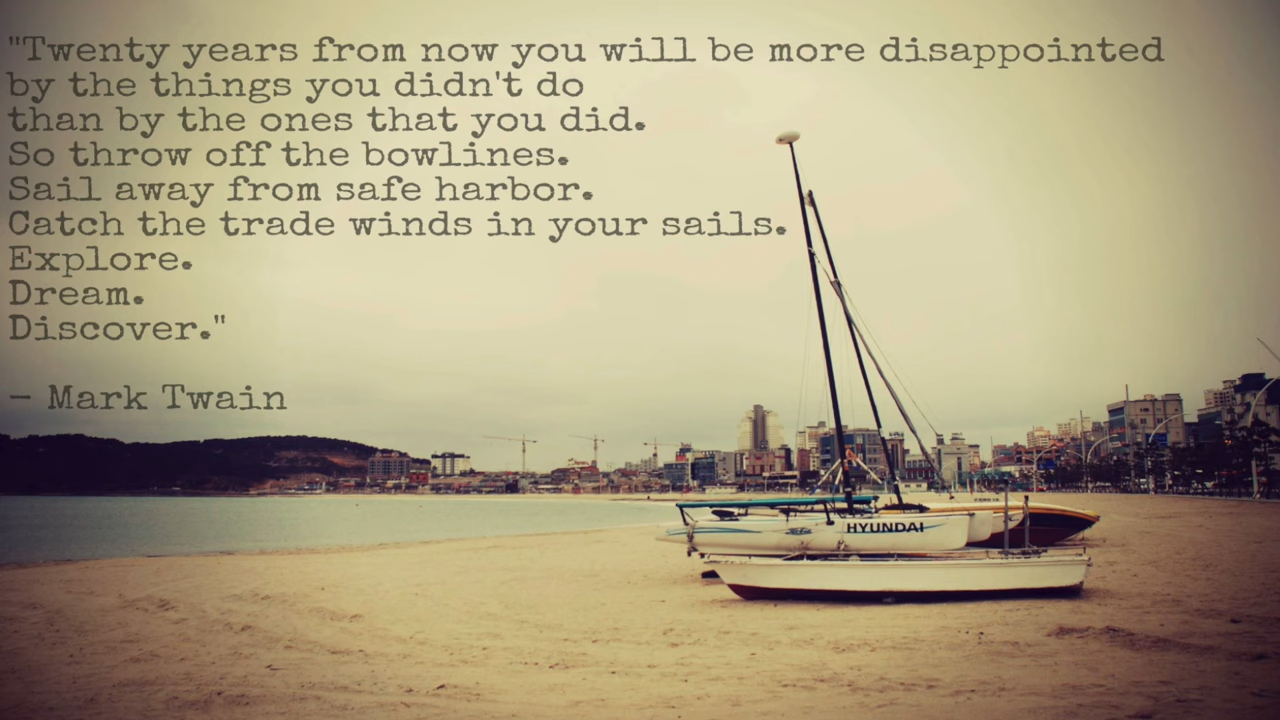 "Twenty years from now you will be more disappointed
by the things you didn't do
than by the ones that you did.
So throw off the bowlines.
Sail away from safe harbor.
Catch the trade winds in your sails.
Explore.
Dream.
Discover."
– Mark Twain
HYUNDAI